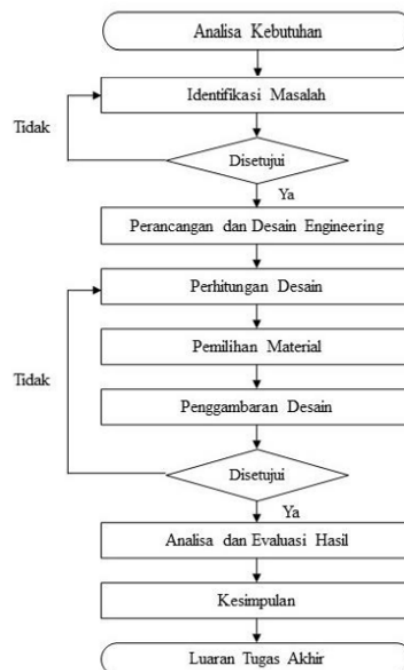 Analisa Kebutuhan
Identifikasi Masalah
Tidak
Disetujui
Ya
Perancangan dan Desain Engineering
Perhitungan Desain
Pemilihan Material
Tidak
Penggambaran Desain
Disetujui
Ya
Analisa dan Evaluasi Hasil
Kesimpulan
Luaran Tugas Akhir